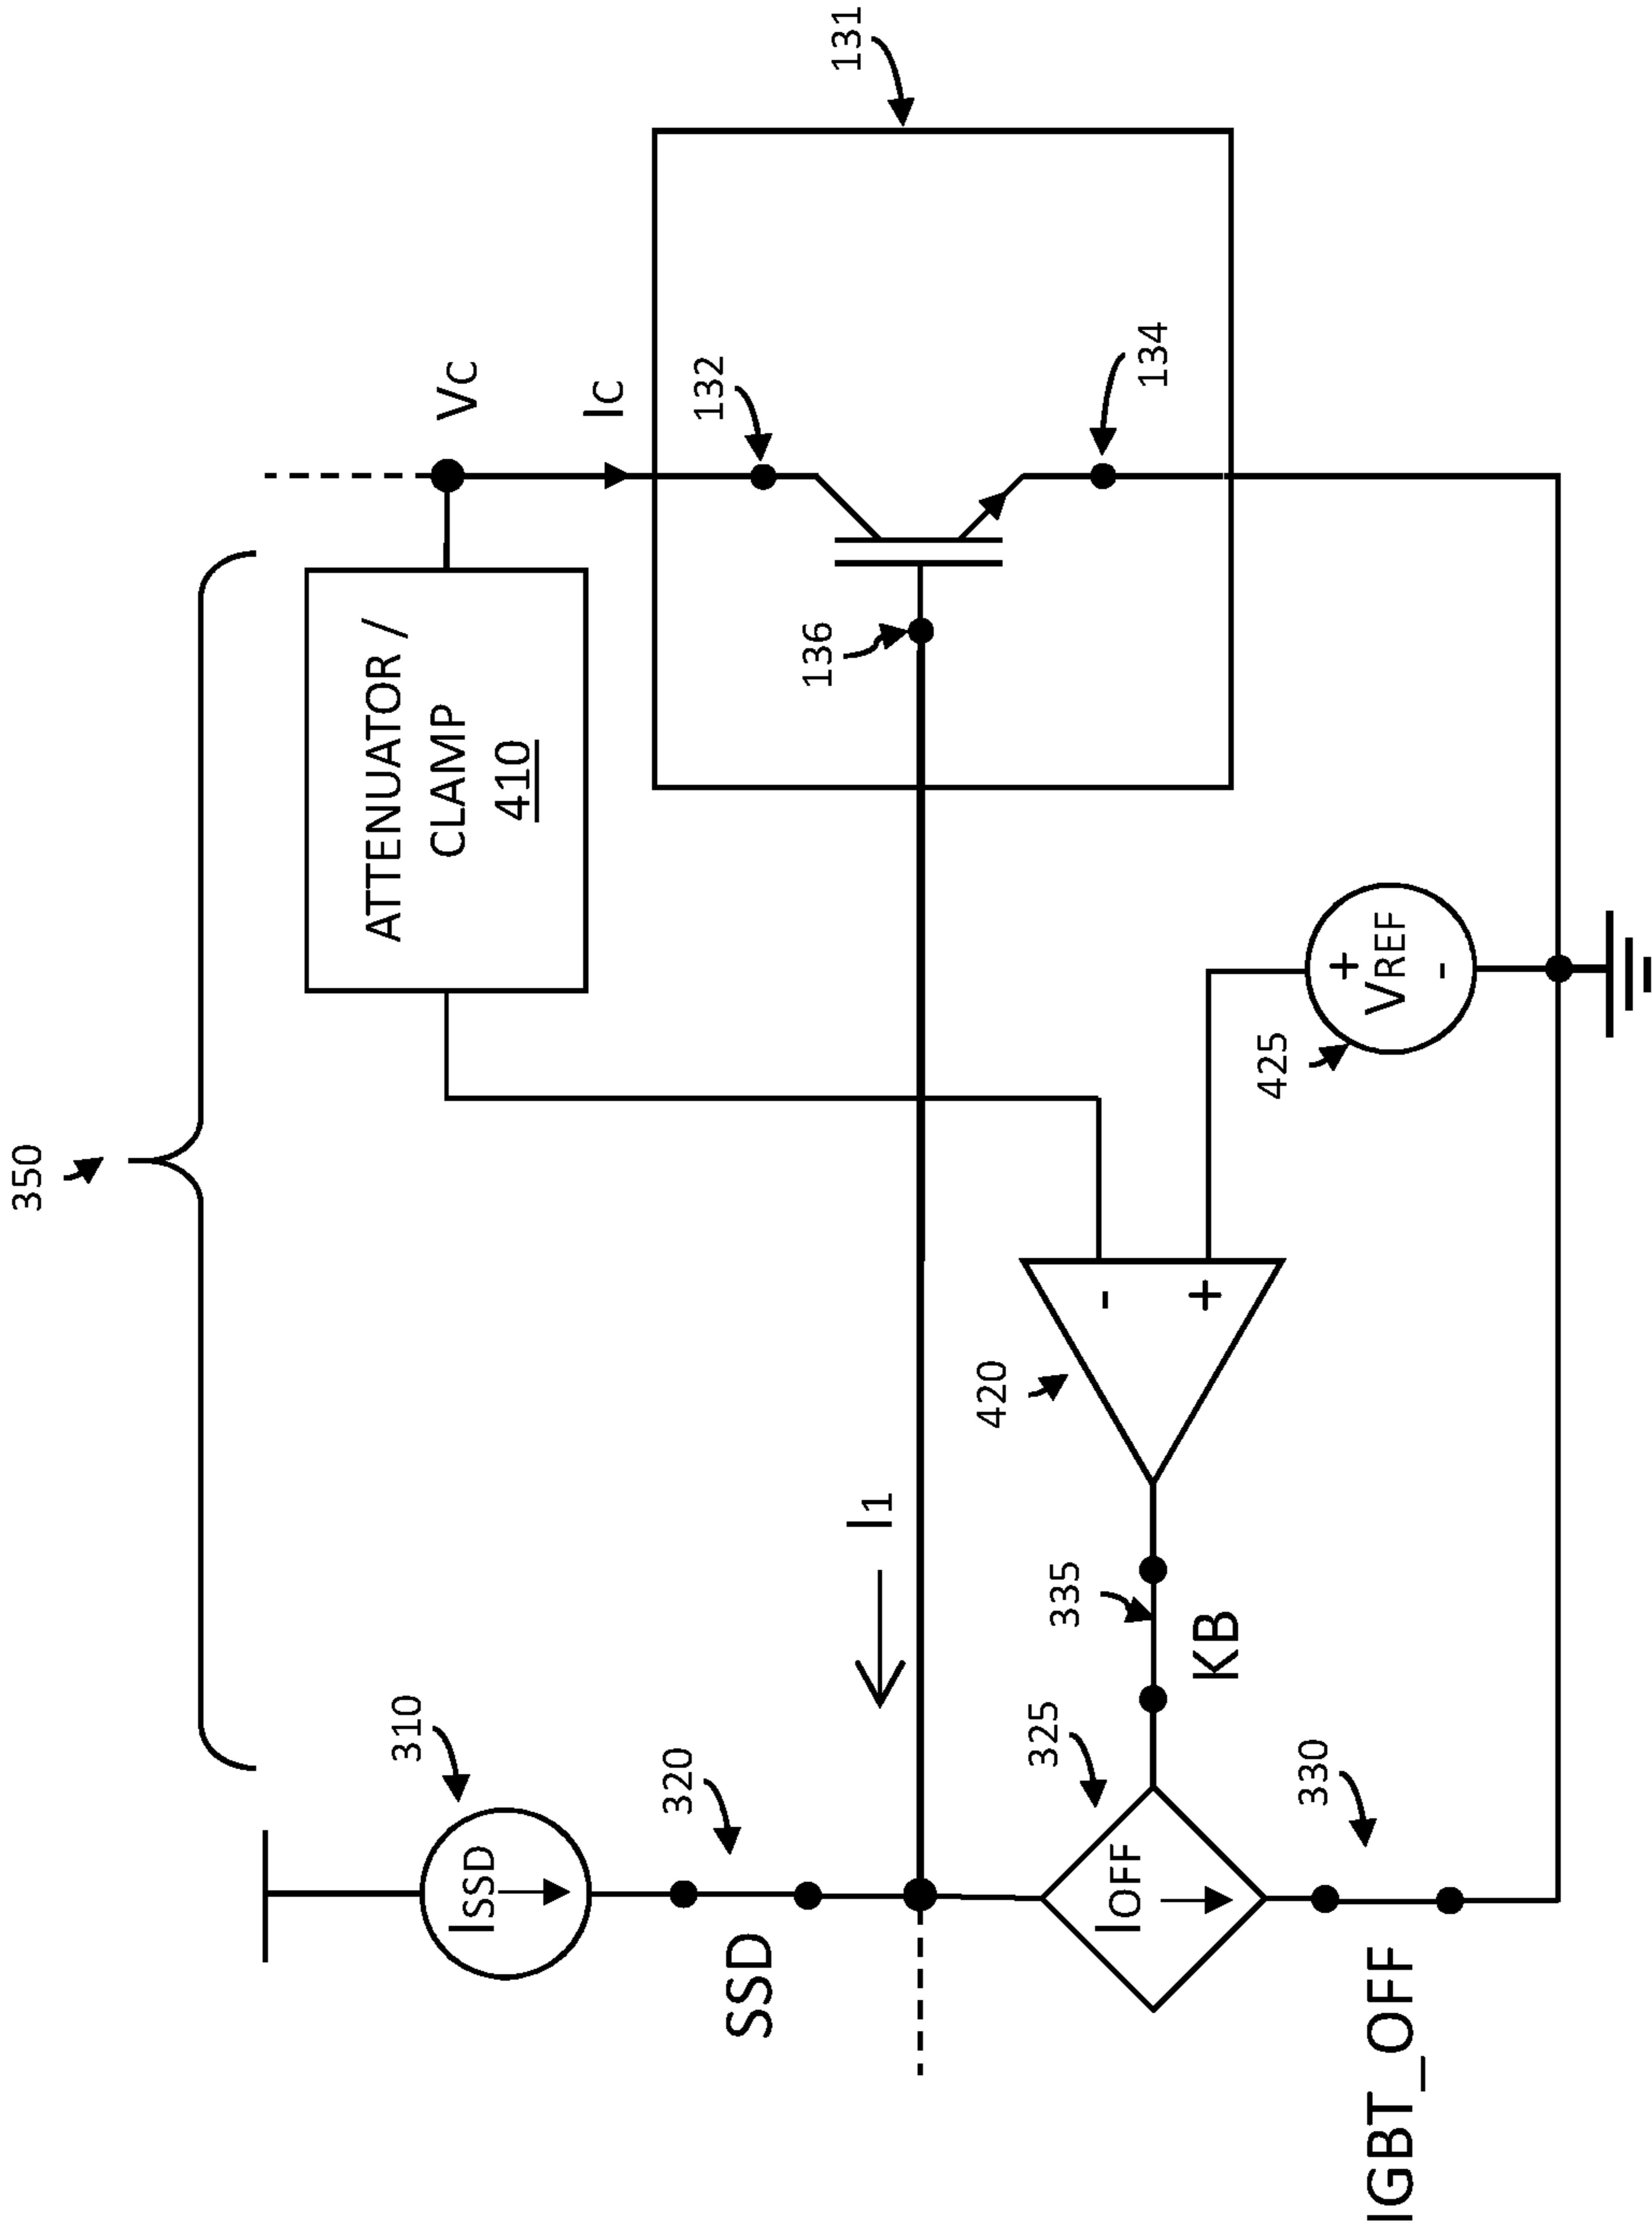 350
ATTENUATOR /
CLAMP
410
VC
IC
131
132
134
136
310
ISSD
320
SSD
I1
325
IOFF
335
KB
420
-
+
425
+
VREF
-
330
IGBT_OFF